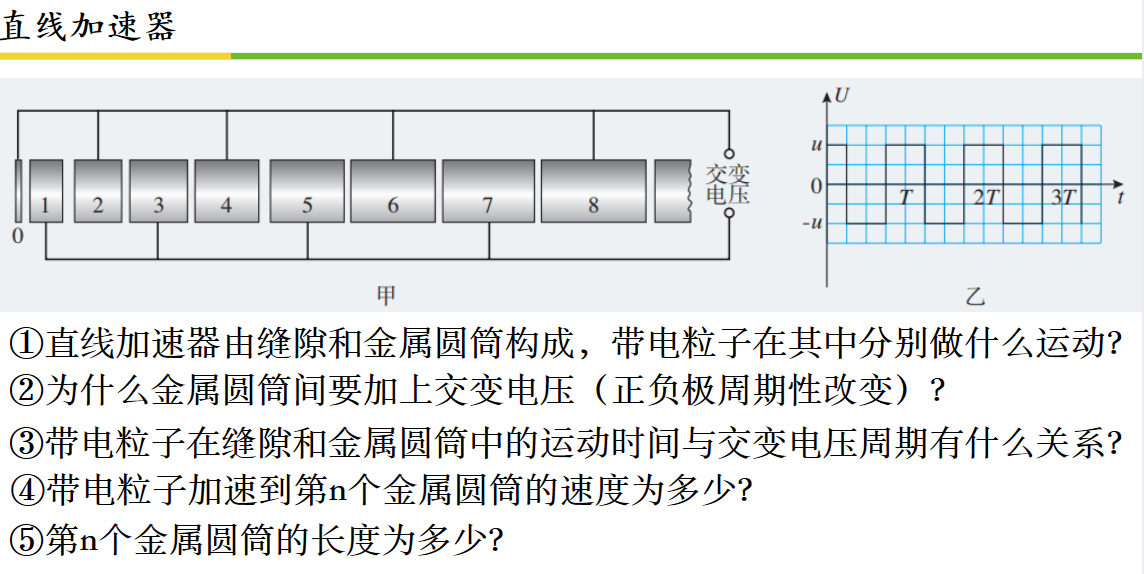 直线加速器
U
u
0
-u
T 2T 3T t
1 2 3 4 5 6 7 8
0
交变
电压
甲
乙
①直线加速器由缝隙和金属圆筒构成，带电粒子在其中分别做什么运动?
②为什么金属圆筒间要加上交变电压（正负极周期性改变）?
③带电粒子在缝隙和金属圆筒中的运动时间与交变电压周期有什么关系?
④带电粒子加速到第n个金属圆筒的速度为多少?
⑤第n个金属圆筒的长度为多少?